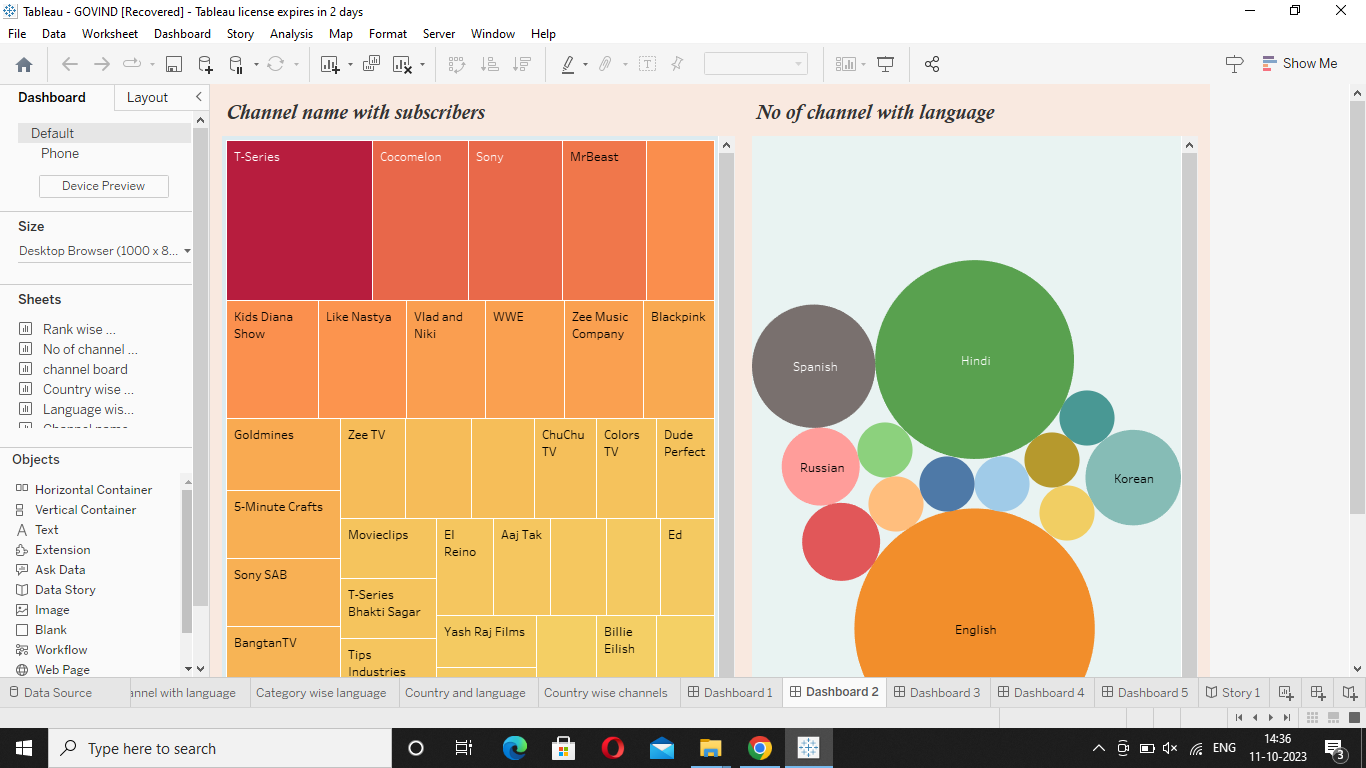 Tableau - GOVIND [Recovered] - Tableau license expires in 2 days
File Data Worksheet Dashboard Story Analysis Map Format Server Window Help
Show Me
Dashboard Layout
Default
Phone
Device Preview
Size
Desktop Browser (1000 x 8...
Sheets
Rank wise ...
No of channel ...
channel board
Country wise ...
Language wis...
Channel name
Objects
Horizontal Container
Vertical Container
Text
Extension
Ask Data
Data Story
Image
Blank
Workflow
Web Page
Channel name with subscribers
T-Series
Cocomelon
Sony
MrBeast
Kids Diana
Show
Like Nastya
Vlad and
Niki
WWE
Zee Music
Company
Blackpink
Goldmines
5-Minute Crafts
Sony SAB
BangtanTV
Zee TV
ChuChu
TV
Colors
TV
Dude
Perfect
Movieclips
T-Series
Bhakti Sagar
Tips
Industries
El
Reino
Aaj Tak
Ed
Yash Raj Films
Billie
Eilish
No of channel with language
Hindi
Spanish
Russian
Korean
English
Data Source annel with language Category wise language Country and language Country wise channels Dashboard 1 Dashboard 2 Dashboard 3 Dashboard 4 Dashboard 5 Story 1
Type here to search
ENG
14:36
11-10-2023
3